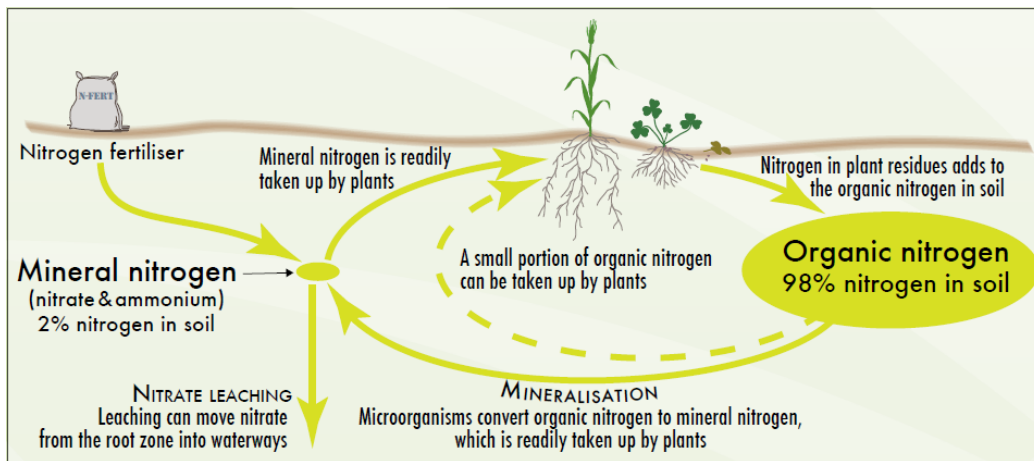 N-FERT
Nitrogen fertiliser
Mineral nitrogen is readily
taken up by plants
Nitrogen in plant residues adds to
the organic nitrogen in soil
Mineral nitrogen
(nitrate & ammonium)
2% nitrogen in soil
A small portion of organic nitrogen
can be taken up by plants
Organic nitrogen
98% nitrogen in soil
NITRATE LEACHING
Leaching can move nitrate
from the root zone into waterways
MINERALISATION
Microorganisms convert organic nitrogen to mineral nitrogen,
which is readily taken up by plants